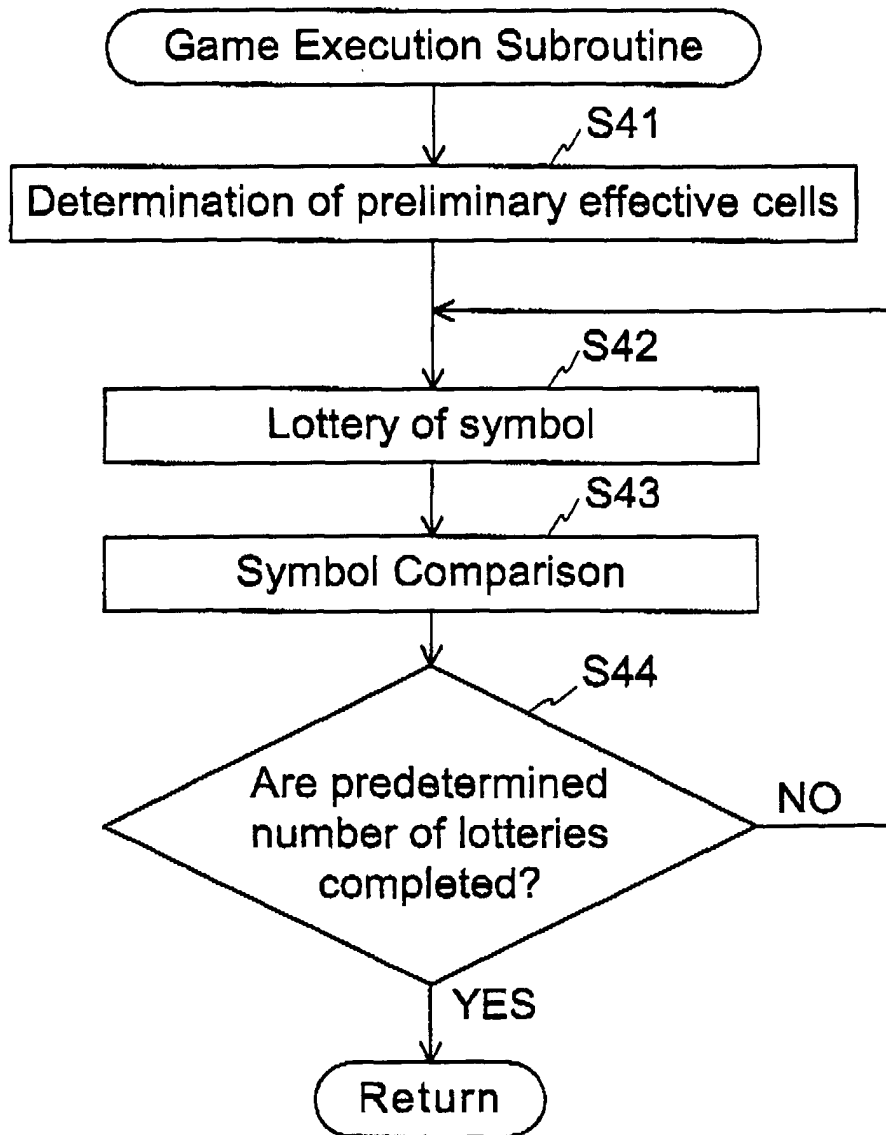 Game Execution Subroutine
S41
Determination of preliminary effective cells
S42
Lottery of symbol
S43
Symbol Comparison
S44
Are predetermined
number of lotteries
completed?
NO
YES
Return